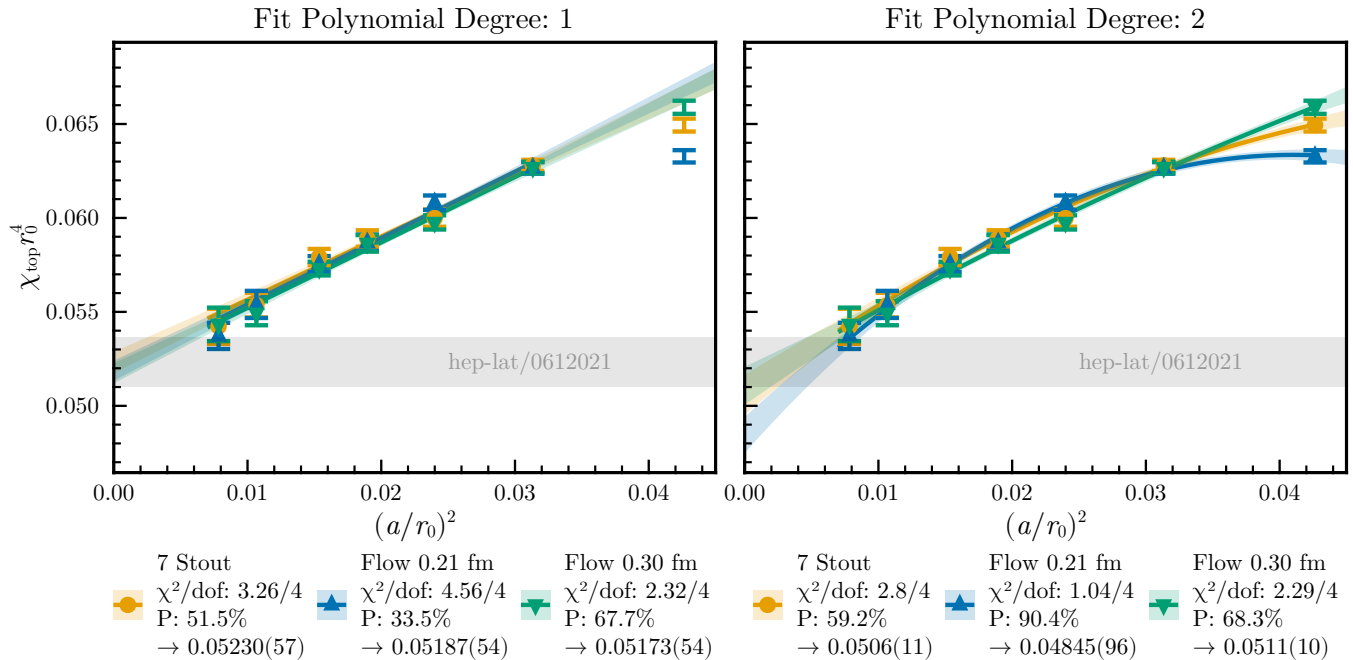 Fit Polynomial Degree: 1
Fit Polynomial Degree: 2
χ_top r_0^4
0.065
0.060
0.055
0.050
hep-lat/0612021
hep-lat/0612021
0.00 0.01 0.02 0.03 0.04
0.00 0.01 0.02 0.03 0.04
(a/r_0)^2
(a/r_0)^2
7 Stout
χ²/dof: 3.26/4
P: 51.5%
→ 0.05230(57)
Flow 0.21 fm
χ²/dof: 4.56/4
P: 33.5%
→ 0.05187(54)
Flow 0.30 fm
χ²/dof: 2.32/4
P: 67.7%
→ 0.05173(54)
7 Stout
χ²/dof: 2.8/4
P: 59.2%
→ 0.0506(11)
Flow 0.21 fm
χ²/dof: 1.04/4
P: 90.4%
→ 0.04845(96)
Flow 0.30 fm
χ²/dof: 2.29/4
P: 68.3%
→ 0.0511(10)